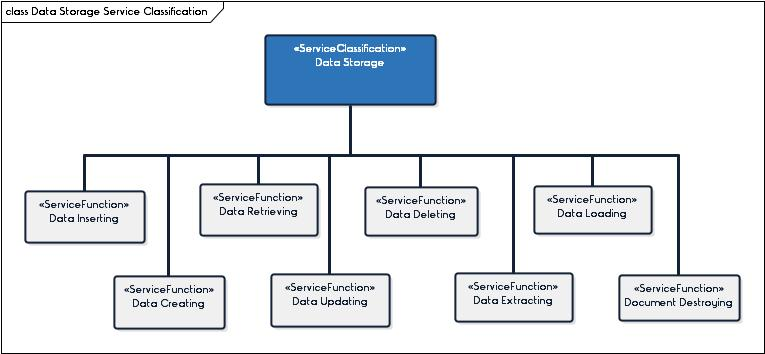 class Data Storage Service Classification
«ServiceClassification»
Data Storage
«ServiceFunction»
Data Inserting
«ServiceFunction»
Data Retrieving
«ServiceFunction»
Data Deleting
«ServiceFunction»
Data Loading
«ServiceFunction»
Data Creating
«ServiceFunction»
Data Updating
«ServiceFunction»
Data Extracting
«ServiceFunction»
Document Destroying